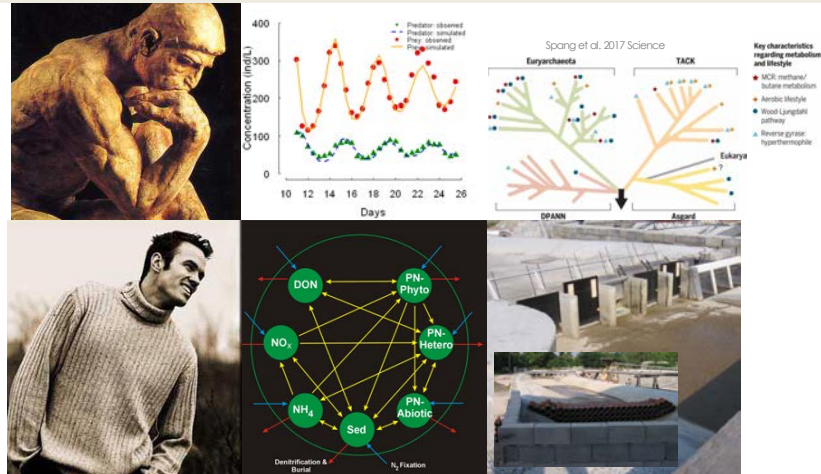 400
300
200
100
0
Concentration (ind/L)
Predator: observed
Predator: simulated
Prey: observed
Prey: simulated
10 12 14 16 18 20 22 24 26
Days
Spang et al. 2017 Science
Euryarchaeota
TACK
Eukarya
?
DPANN
Asgard
Key characteristics
regarding metabolism
and lifestyle
MCR: methane/
butane metabolism
Aerobic lifestyle
Wood-Ljungdahl
pathway
Reverse gyrase:
hyperthermophile
DON
PN-
Phyto
NOx
PN-
Hetero
NH4
PN-
Abiotic
Sed
Denitrification &
Burial
N2 Fixation